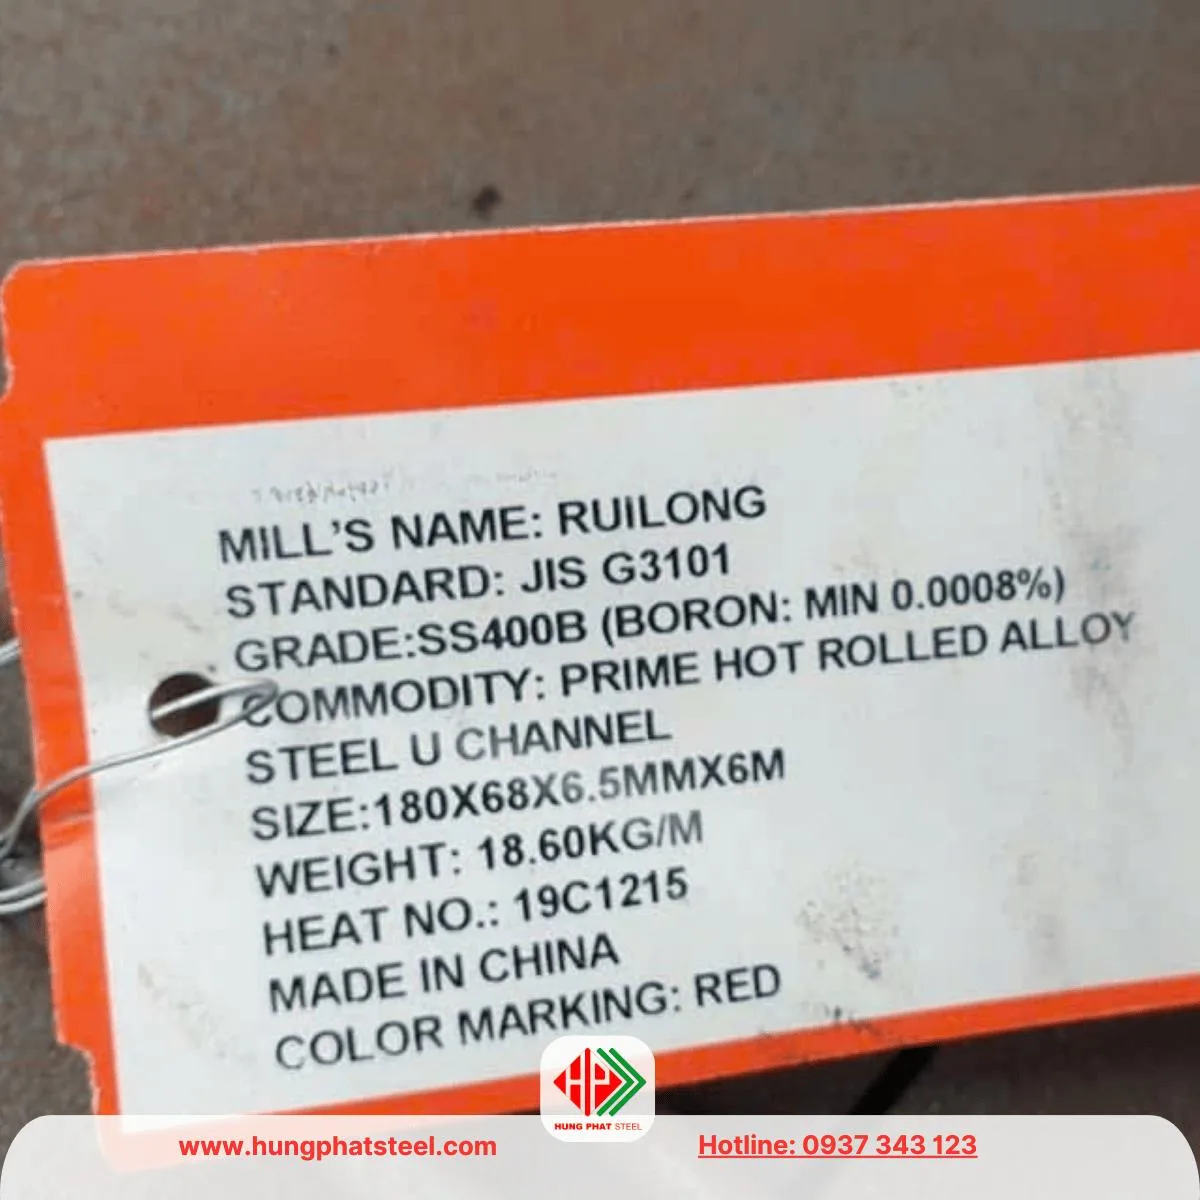 MILL'S NAME: RUILONG
STANDARD: JIS G3101
GRADE:SS400B (BORON: MIN 0.0008%)
COMMODITY: PRIME HOT ROLLED ALLOY
STEEL U CHANNEL
SIZE:180X68X6.5MMX6M
WEIGHT: 18.60KG/M
HEAT NO.: 19C1215
MADE IN CHINA
COLOR MARKING: RED
HUNG PHAT STEEL
www.hungphatsteel.com
Hotline: 0937 343 123